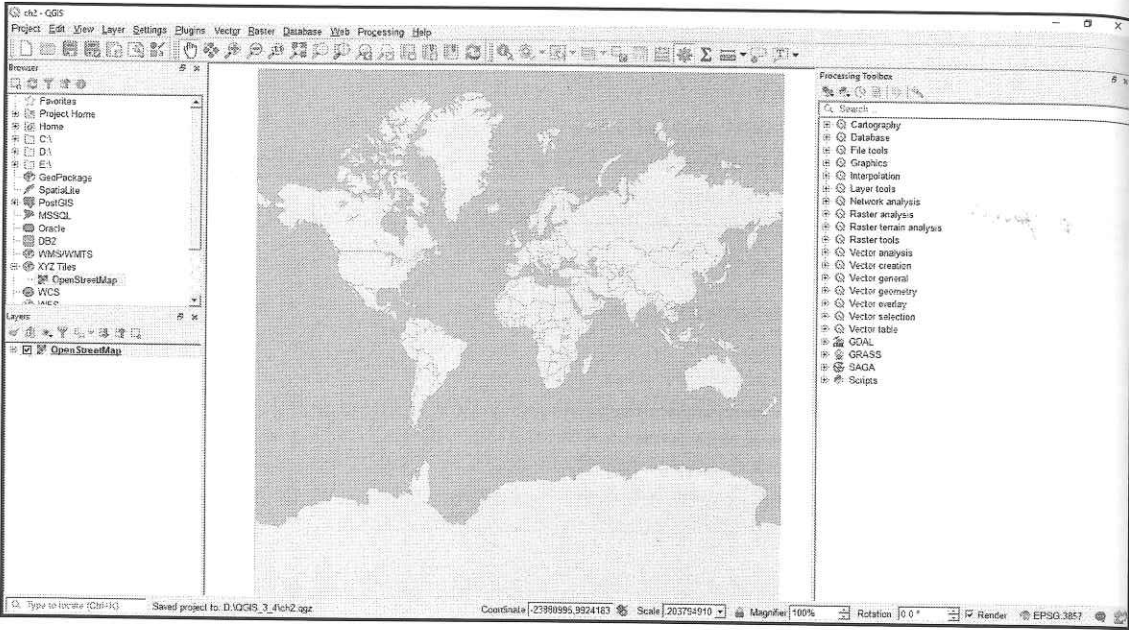 ch2 - QGIS
Project Edit View Layer Settings Plugins Vector Raster Database Web Processing Help
Browser
Favorites
Project Home
Home
C:\
D:\
E:\
GeoPackage
SpatiaLite
PostGIS
MSSQL
Oracle
DB2
WMS/WMTS
XYZ Tiles
OpenStreetMap
WCS
WFS
Layers
OpenStreetMap
Processing Toolbox
Search...
Cartography
Database
File tools
Graphics
Interpolation
Layer tools
Network analysis
Raster analysis
Raster terrain analysis
Raster tools
Vector analysis
Vector creation
Vector general
Vector geometry
Vector overlay
Vector selection
Vector table
GDAL
GRASS
SAGA
Scripts
Type to locate (Ctrl+K) Saved project to: D:\QGIS_3_4\ch2.qgz Coordinate -23880995,9924183 Scale 203794910 Magnifier 100% Rotation 0.0 ° Render EPSG:3857